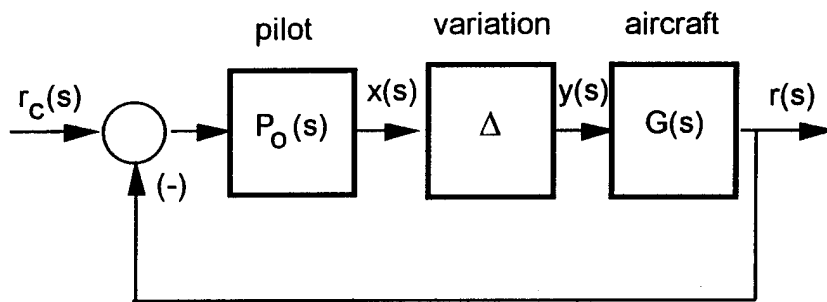 pilot
variation
aircraft
r_c(s)
P_o(s)
x(s)
Δ
y(s)
G(s)
r(s)
(-)